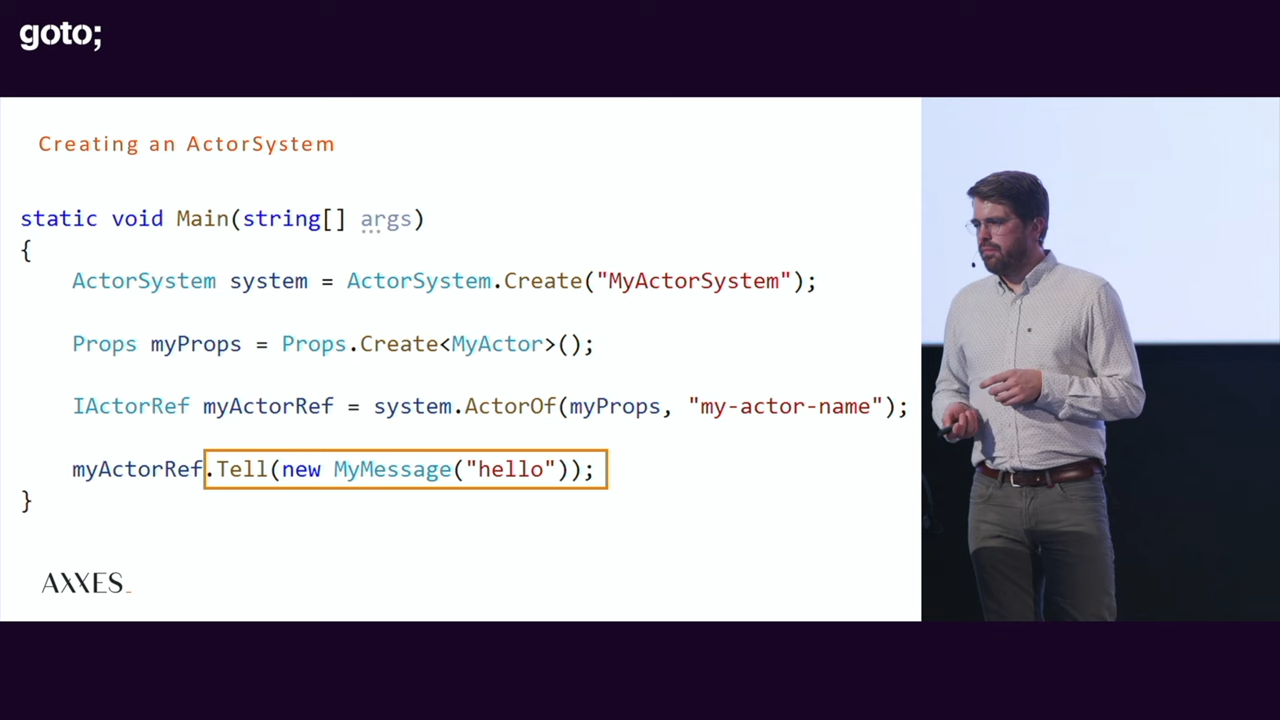 goto;
Creating an ActorSystem
static void Main(string[] args)
{
ActorSystem system = ActorSystem.Create("MyActorSystem");
Props myProps = Props.Create<MyActor>();
IActorRef myActorRef = system.ActorOf(myProps, "my-actor-name");
myActorRef.Tell(new MyMessage("hello"));
}
AXXES_